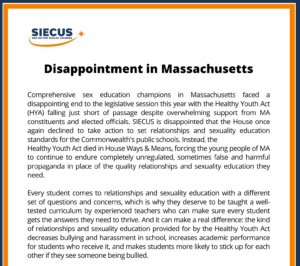 SIECUS
SEX ED FOR SOCIAL CHANGE
Disappointment in Massachusetts
Comprehensive sex education champions in Massachusetts faced a
disappointing end to the legislative session this year with the Healthy Youth Act
(HYA) falling just short of passage despite overwhelming support from MA
constituents and elected officials. SIECUS is disappointed that the House once
again declined to take action to set relationships and sexuality education
standards for the Commonwealth's public schools. Instead, the
Healthy Youth Act died in House Ways & Means, forcing the young people of MA
to continue to endure completely unregulated, sometimes false and harmful
propaganda in place of the quality relationships and sexuality education they
need.
Every student comes to relationships and sexuality education with a different
set of questions and concerns, which is why they deserve to be taught a well-
tested curriculum by experienced teachers who can make sure every student
gets the answers they need to thrive. And it can make a real difference: the kind
of relationships and sexuality education provided for by the Healthy Youth Act
decreases bullying and harassment in school, increases academic performance
for students who receive it, and makes students more likely to stick up for each
other if they see someone being bullied.